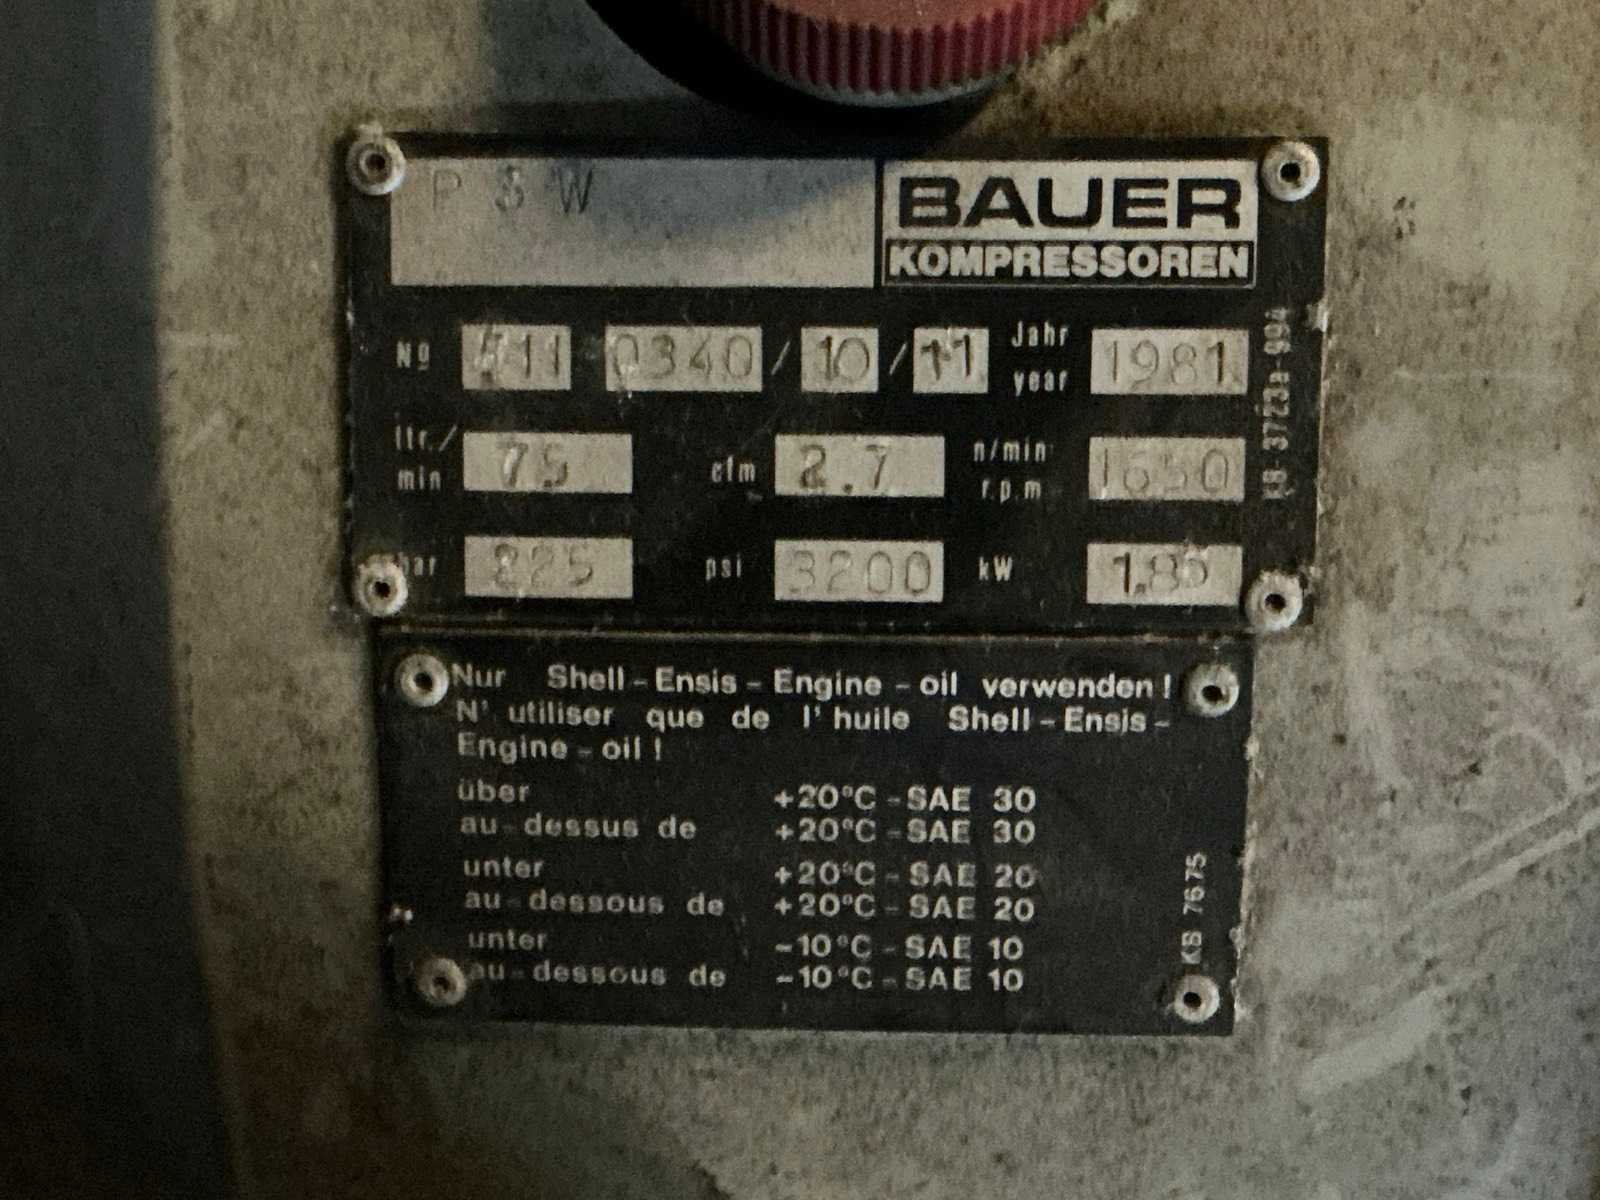 P S W
BAUER
KOMPRESSOREN
Nº 411 0340 / 10 / 11 Jahr year 1981
ltr./min 75 cfm 2.7 n/min r.p.m 1650
bar 225 psi 3200 kW 1.85
KB-3723a-994
Nur Shell-Ensis-Engine-oil verwenden!
N'utiliser que de l'huile Shell-Ensis-
Engine-oil!
über +20°C-SAE 30
au-dessus de +20°C-SAE 30
unter +20°C-SAE 20
au-dessous de +20°C-SAE 20
unter -10°C-SAE 10
au-dessous de -10°C-SAE 10
KB 7675